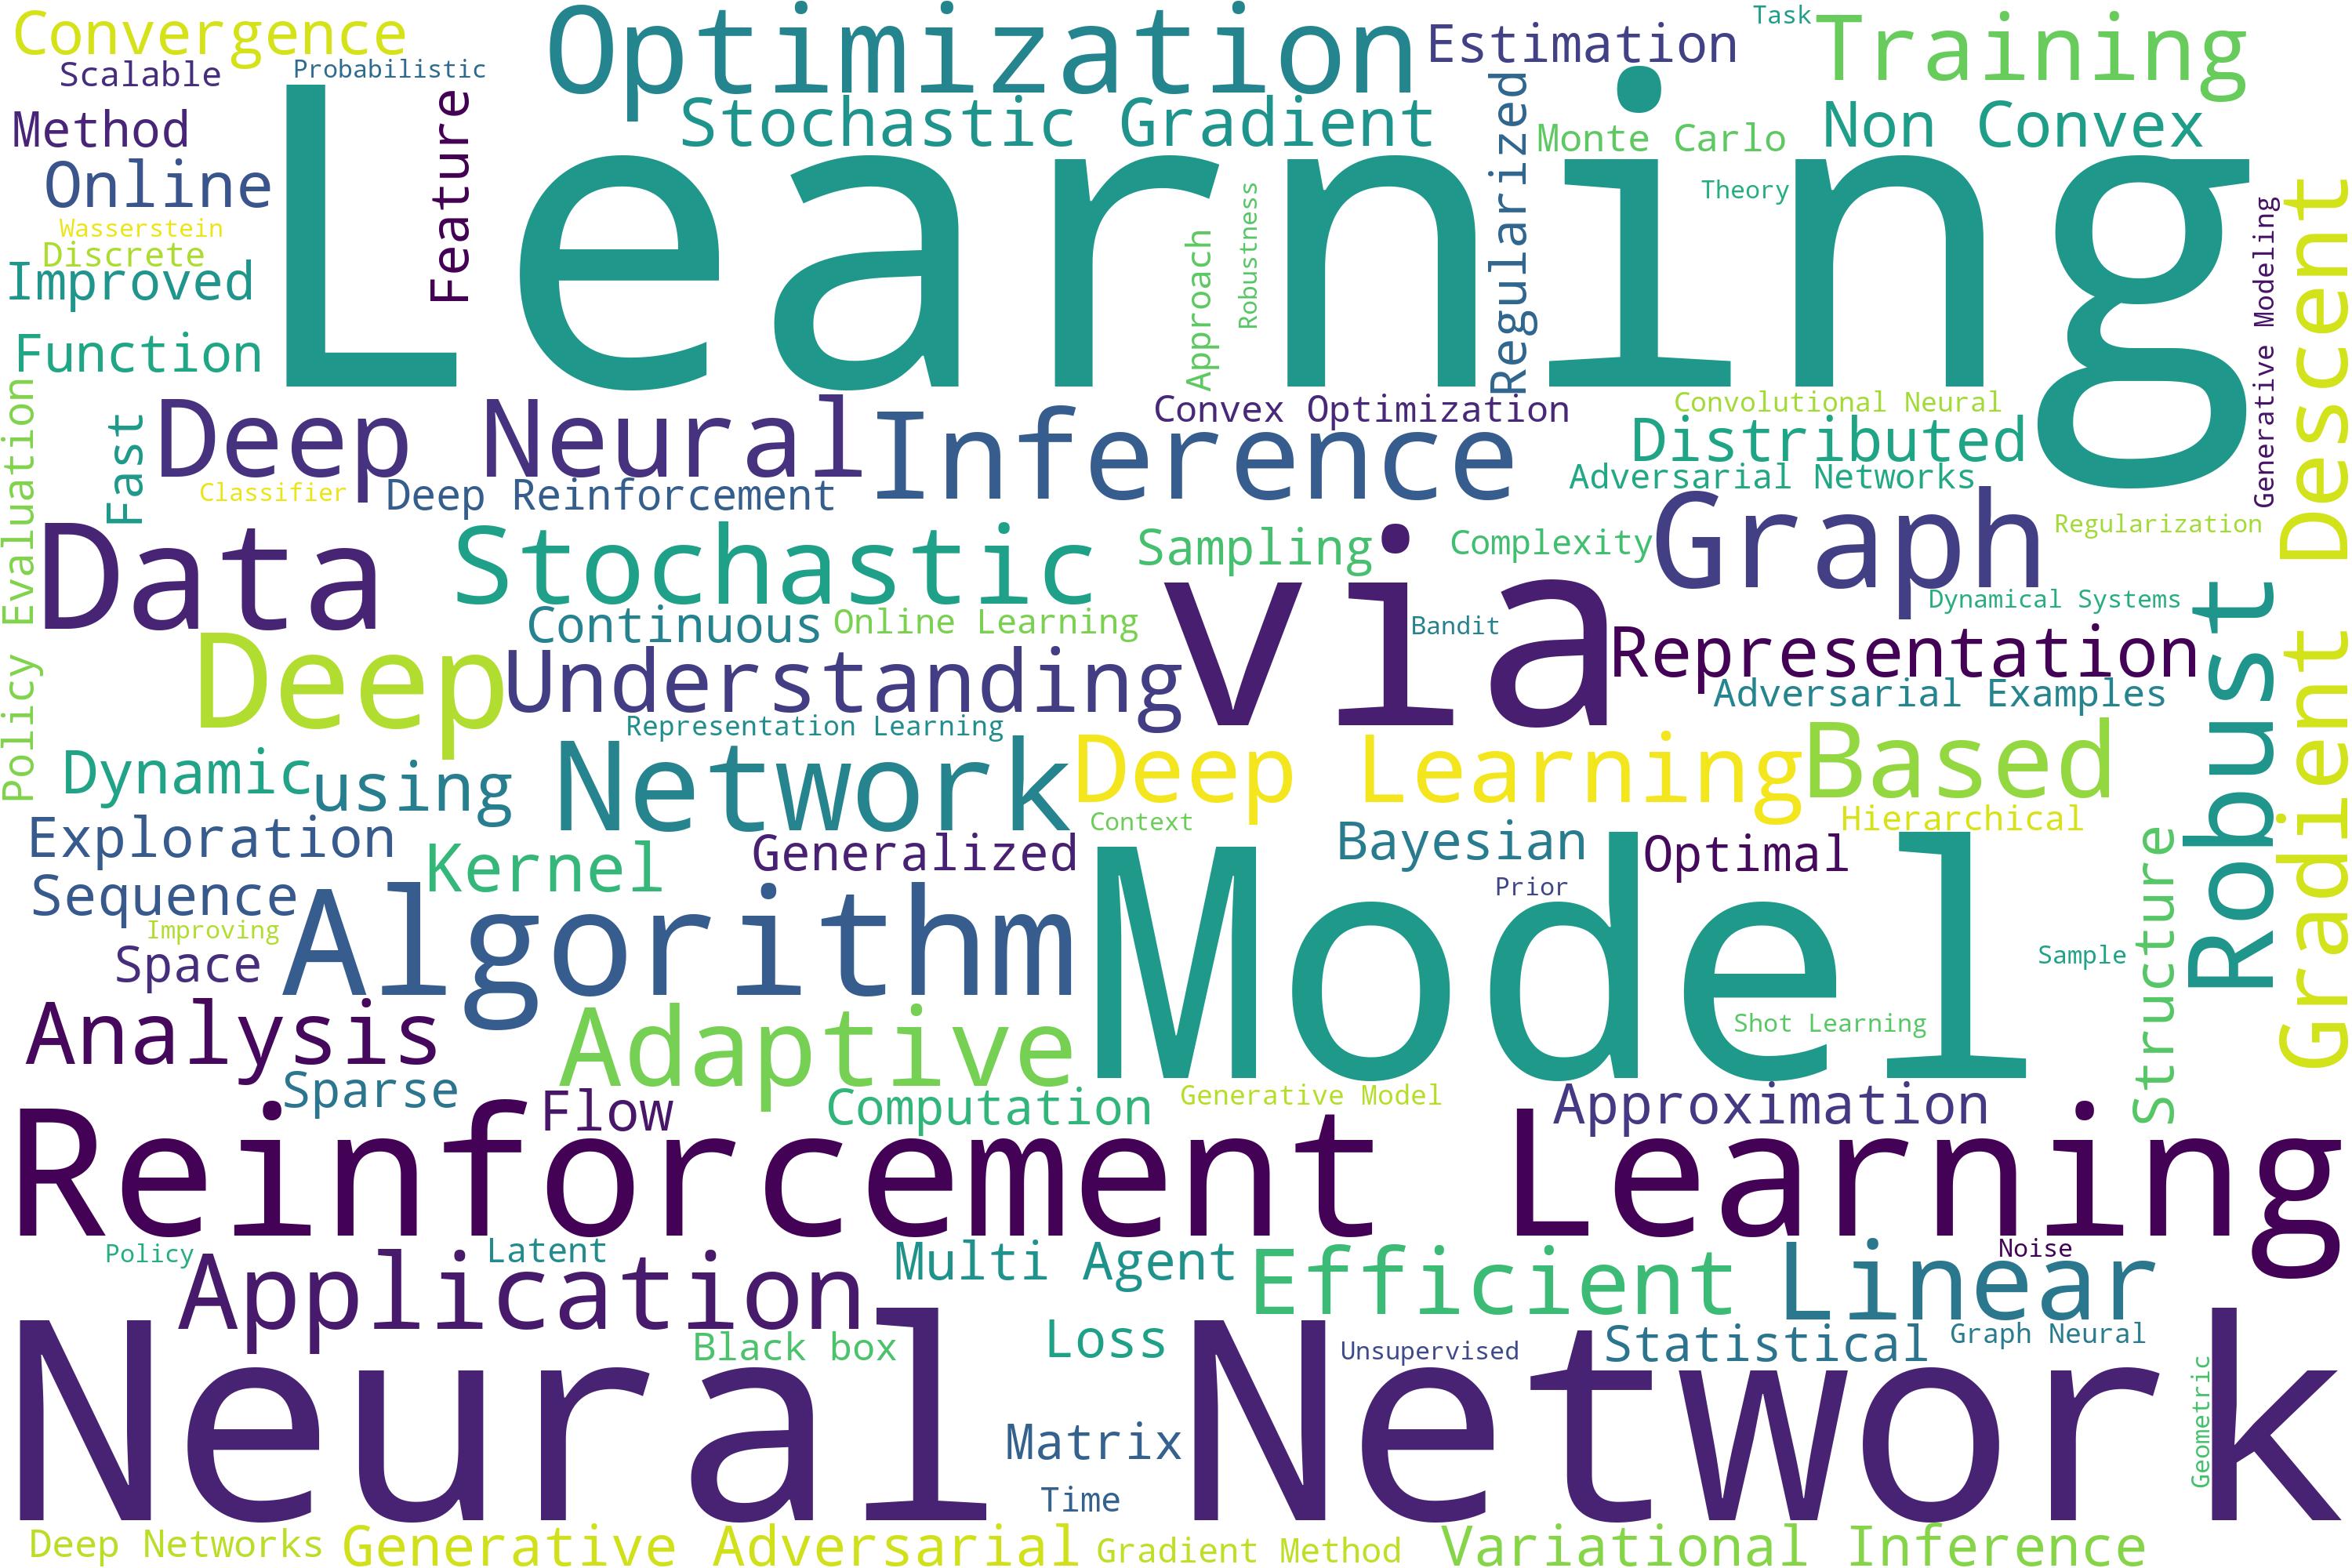 Convergence
Optimization
Estimation
Task
Training
Scalable
Probabilistic
Method
Feature
Stochastic Gradient
Regularized
Monte Carlo
Non Convex
Online
Learning
Theory
Wasserstein
Discrete
Improved
Approach
Robustness
Generative Modeling
Gradient Descent
Function
Policy Evaluation
Fast
Deep Neural
Inference
Convex Optimization
Convolutional Neural
Distributed
Classifier
Deep Reinforcement
Adversarial Networks
Data
Stochastic
Sampling
Complexity
Graph
Regularization
via
Continuous
Online Learning
Bandit
Dynamical Systems
Robust
Deep
Understanding
Representation
Adversarial Examples
Representation Learning
Dynamic
using
Network
Deep Learning
Based
Exploration
Kernel
Generalized
Context
Bayesian
Optimal
Hierarchical
Structure
Sequence
Algorithm
Model
Prior
Improving
Space
Sample
Analysis
Adaptive
Shot Learning
Sparse
Flow
Computation
Generative Model
Approximation
Reinforcement Learning
Policy
Application
Latent
Multi Agent
Efficient
Linear
Noise
Black box
Loss
Unsupervised
Statistical
Graph Neural
Neural Network
Geometric
Matrix
Time
Deep Networks
Generative Adversarial
Gradient Method
Variational Inference